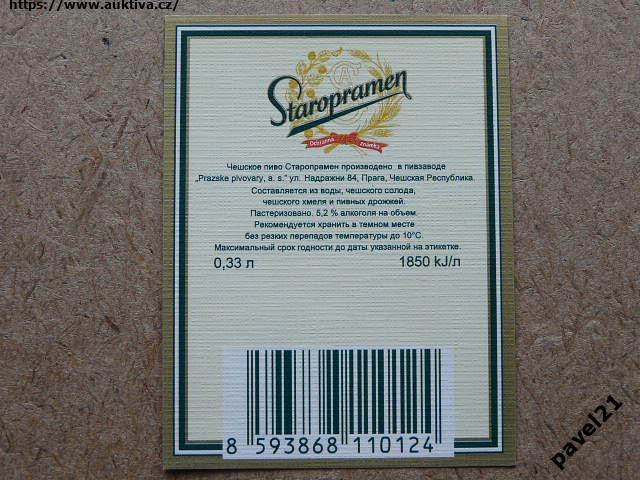 https://www.auktiva.cz/
Staropramen
Ochranná známka
Чешское пиво Старопрамен произведено в пивзаводе
„Prazske pivovary, a. s.“ ул. Надражни 84, Прага, Чешская Республика.
Составляется из воды, чешского солода,
чешского хмеля и пивных дрожжей.
Пастеризовано. 5,2 % алкоголя на объем.
Рекомендуется хранить в темном месте
без резких перепадов температуры до 10°C.
Максимальный срок годности до даты указанной на этикетке.
0,33 л 1850 kJ/л
8 593868 110124
pavel21